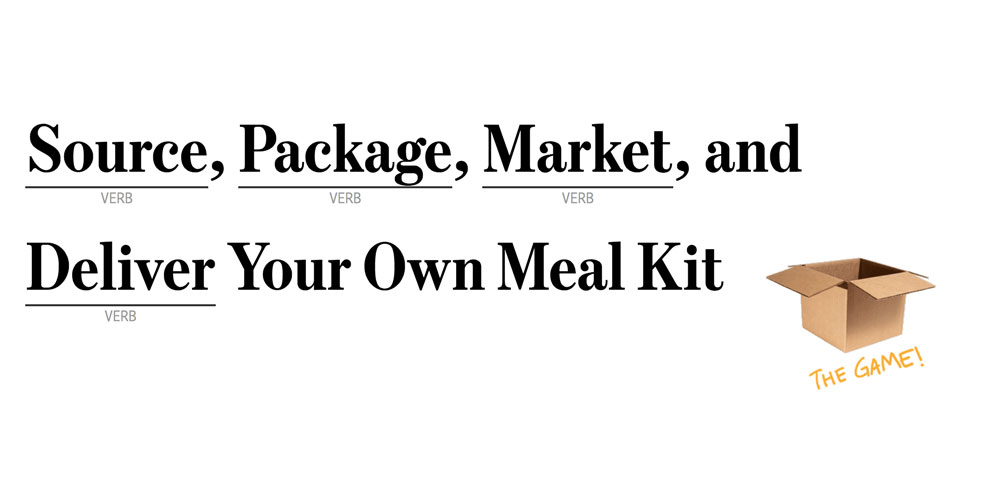 Source, Package, Market, and
VERB VERB VERB
Deliver Your Own Meal Kit
VERB
THE GAME!